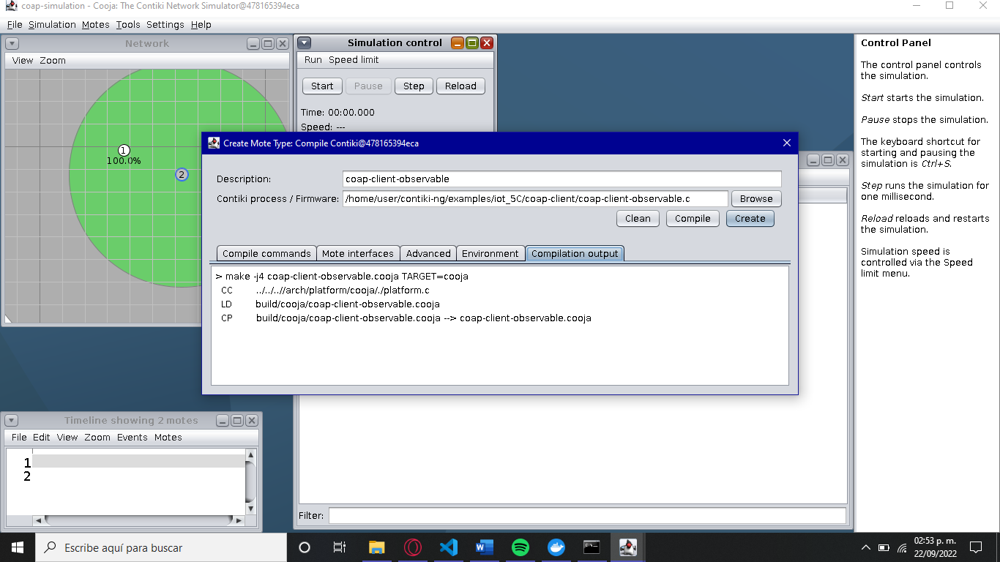 coap-simulation - Cooja: The Contiki Network Simulator@478165394eca
File Simulation Motes Tools Settings Help
Network
View Zoom
1
100.0%
2
Simulation control
Run Speed limit
Start Pause Step Reload
Time: 00:00.000
Speed: ---
Create Mote Type: Compile Contiki@478165394eca
Description: coap-client-observable
Contiki process / Firmware: /home/user/contiki-ng/examples/iot_5C/coap-client/coap-client-observable.c Browse
Clean Compile Create
Compile commands Mote interfaces Advanced Environment Compilation output
> make -j4 coap-client-observable.cooja TARGET=cooja
CC ../../..//arch/platform/cooja/./platform.c
LD build/cooja/coap-client-observable.cooja
CP build/cooja/coap-client-observable.cooja --> coap-client-observable.cooja
Timeline showing 2 motes
File Edit View Zoom Events Motes
1
2
Filter:
Control Panel
The control panel controls
the simulation.
Start starts the simulation.
Pause stops the simulation.
The keyboard shortcut for
starting and pausing the
simulation is Ctrl+S.
Step runs the simulation for
one millisecond.
Reload reloads and restarts
the simulation.
Simulation speed is
controlled via the Speed
limit menu.
Escribe aquí para buscar
02:53 p. m.
22/09/2022